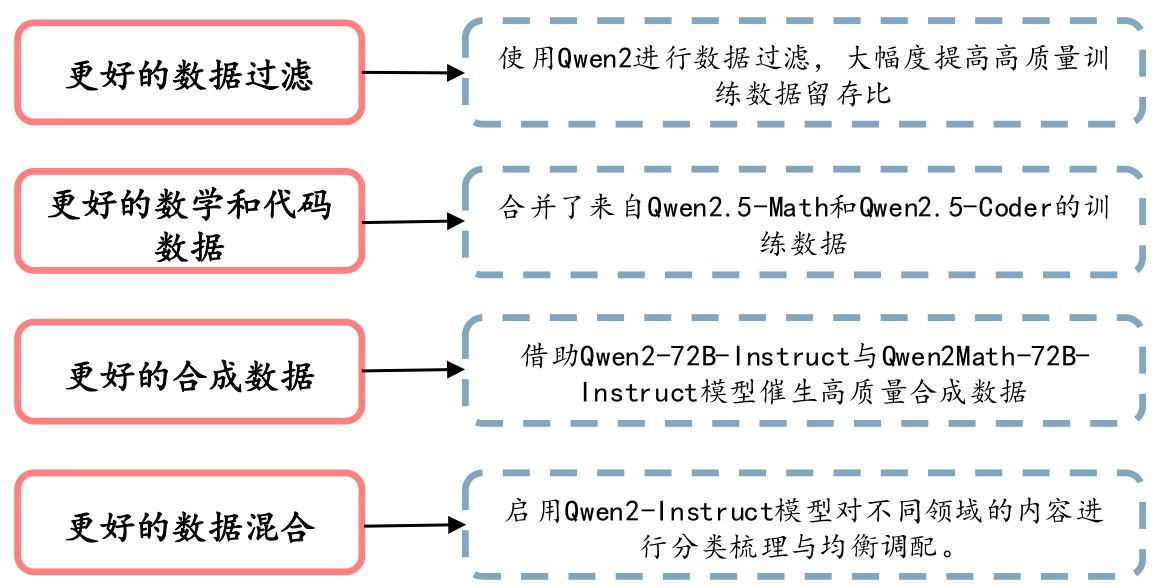 更好的数据过滤
使用Qwen2进行数据过滤，大幅度提高高质量训
练数据留存比
更好的数学和代码
数据
合并了来自Qwen2.5-Math和Qwen2.5-Coder的训
练数据
更好的合成数据
借助Qwen2-72B-Instruct与Qwen2Math-72B-
Instruct模型催生高质量合成数据
更好的数据混合
启用Qwen2-Instruct模型对不同领域的内容进
行分类梳理与均衡调配。